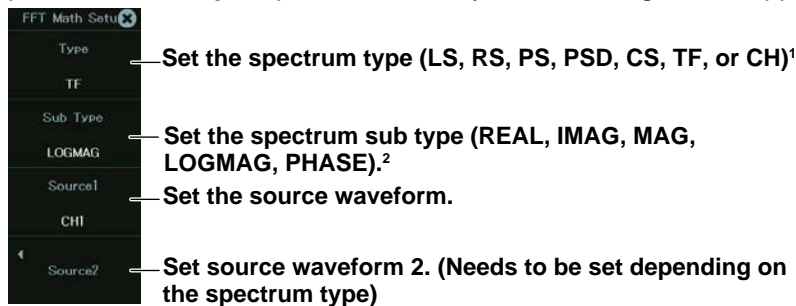 FFT Math Setu
Type
TF
Set the spectrum type (LS, RS, PS, PSD, CS, TF, or CH)¹
Sub Type
LOGMAG
Set the spectrum sub type (REAL, IMAG, MAG,
LOGMAG, PHASE).²
Source1
CH1
Set the source waveform.
Source2
Set source waveform 2. (Needs to be set depending on
the spectrum type)